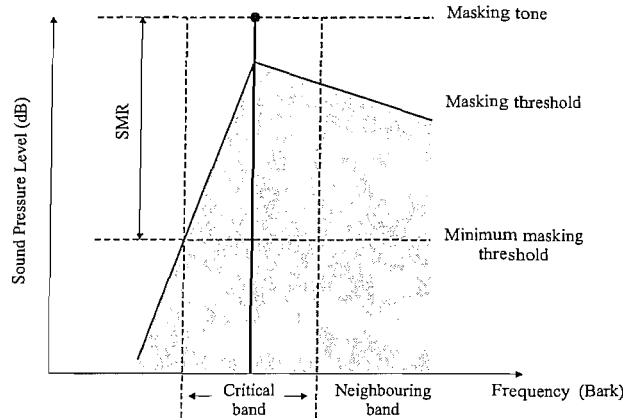 Masking tone
Sound Pressure Level (dB)
SMR
Masking threshold
Minimum masking
threshold
Critical
band
Neighbouring
band
Frequency (Bark)